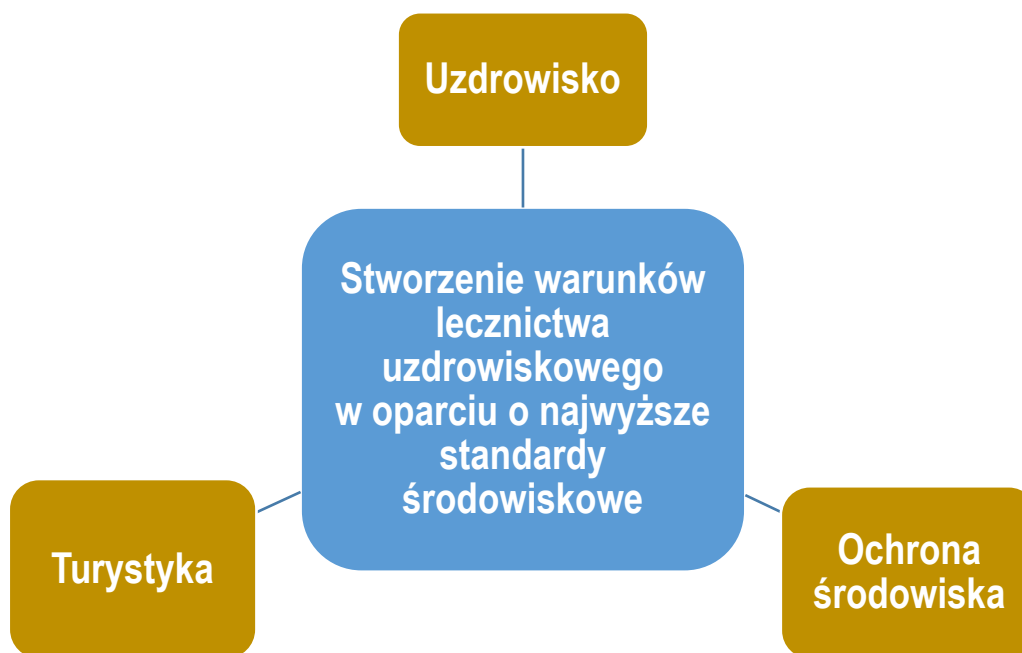 Uzdrowisko
Stworzenie warunków
lecznictwa
uzdrowiskowego
w oparciu o najwyższe
standardy
środowiskowe
Turystyka
Ochrona
środowiska